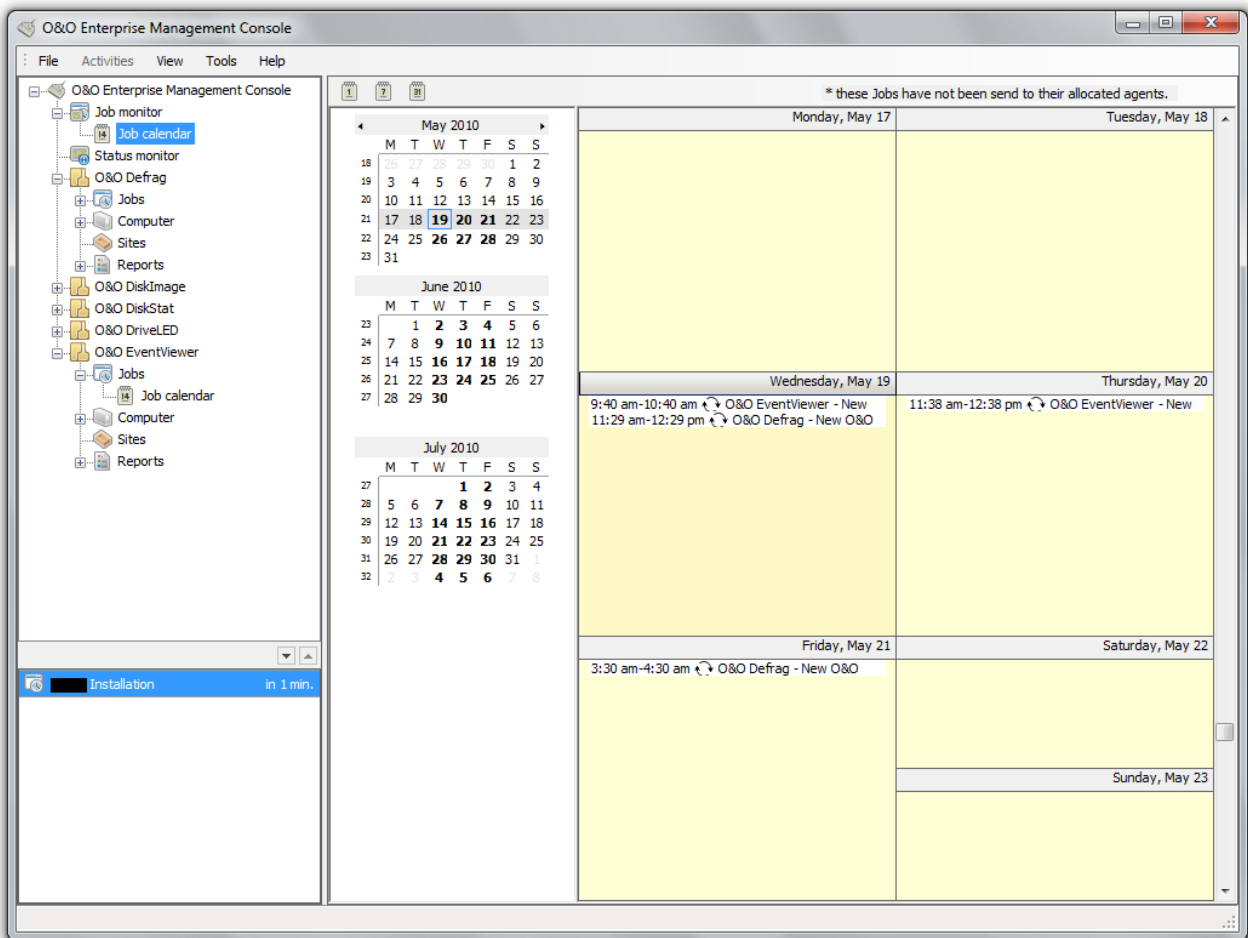 O&O Enterprise Management Console
File Activities View Tools Help
O&O Enterprise Management Console
Job monitor
14 Job calendar
Status monitor
O&O Defrag
Jobs
Computer
Sites
Reports
O&O DiskImage
O&O DiskStat
O&O DriveLED
O&O EventViewer
Jobs
14 Job calendar
Computer
Sites
Reports
Installation in 1 min.
1 7 31
* these Jobs have not been send to their allocated agents.
May 2010
M T W T F S S
18 26 27 28 29 30 1 2
19 3 4 5 6 7 8 9
20 10 11 12 13 14 15 16
21 17 18 19 20 21 22 23
22 24 25 26 27 28 29 30
23 31
June 2010
M T W T F S S
23 1 2 3 4 5 6
24 7 8 9 10 11 12 13
25 14 15 16 17 18 19 20
26 21 22 23 24 25 26 27
27 28 29 30
July 2010
M T W T F S S
27 1 2 3 4
28 5 6 7 8 9 10 11
29 12 13 14 15 16 17 18
30 19 20 21 22 23 24 25
31 26 27 28 29 30 31 1
32 2 3 4 5 6 7 8
Monday, May 17
Tuesday, May 18
Wednesday, May 19
9:40 am-10:40 am O&O EventViewer - New
11:29 am-12:29 pm O&O Defrag - New O&O
Thursday, May 20
11:38 am-12:38 pm O&O EventViewer - New
Friday, May 21
3:30 am-4:30 am O&O Defrag - New O&O
Saturday, May 22
Sunday, May 23